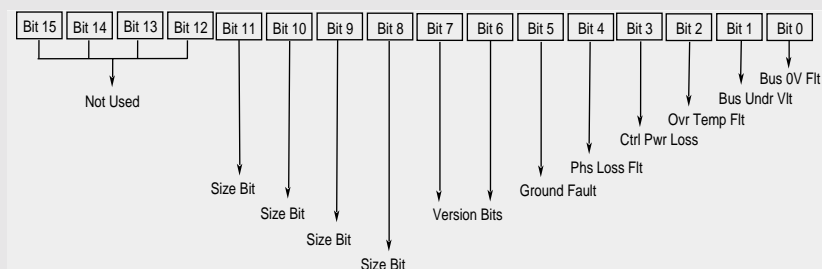 Bit 15 Bit 14 Bit 13 Bit 12 Bit 11 Bit 10 Bit 9 Bit 8 Bit 7 Bit 6 Bit 5 Bit 4 Bit 3 Bit 2 Bit 1 Bit 0
Bus 0V Flt
Not Used
Bus Undr Vlt
Ovr Temp Flt
Ctrl Pwr Loss
Phs Loss Flt
Size Bit
Ground Fault
Size Bit
Version Bits
Size Bit
Size Bit